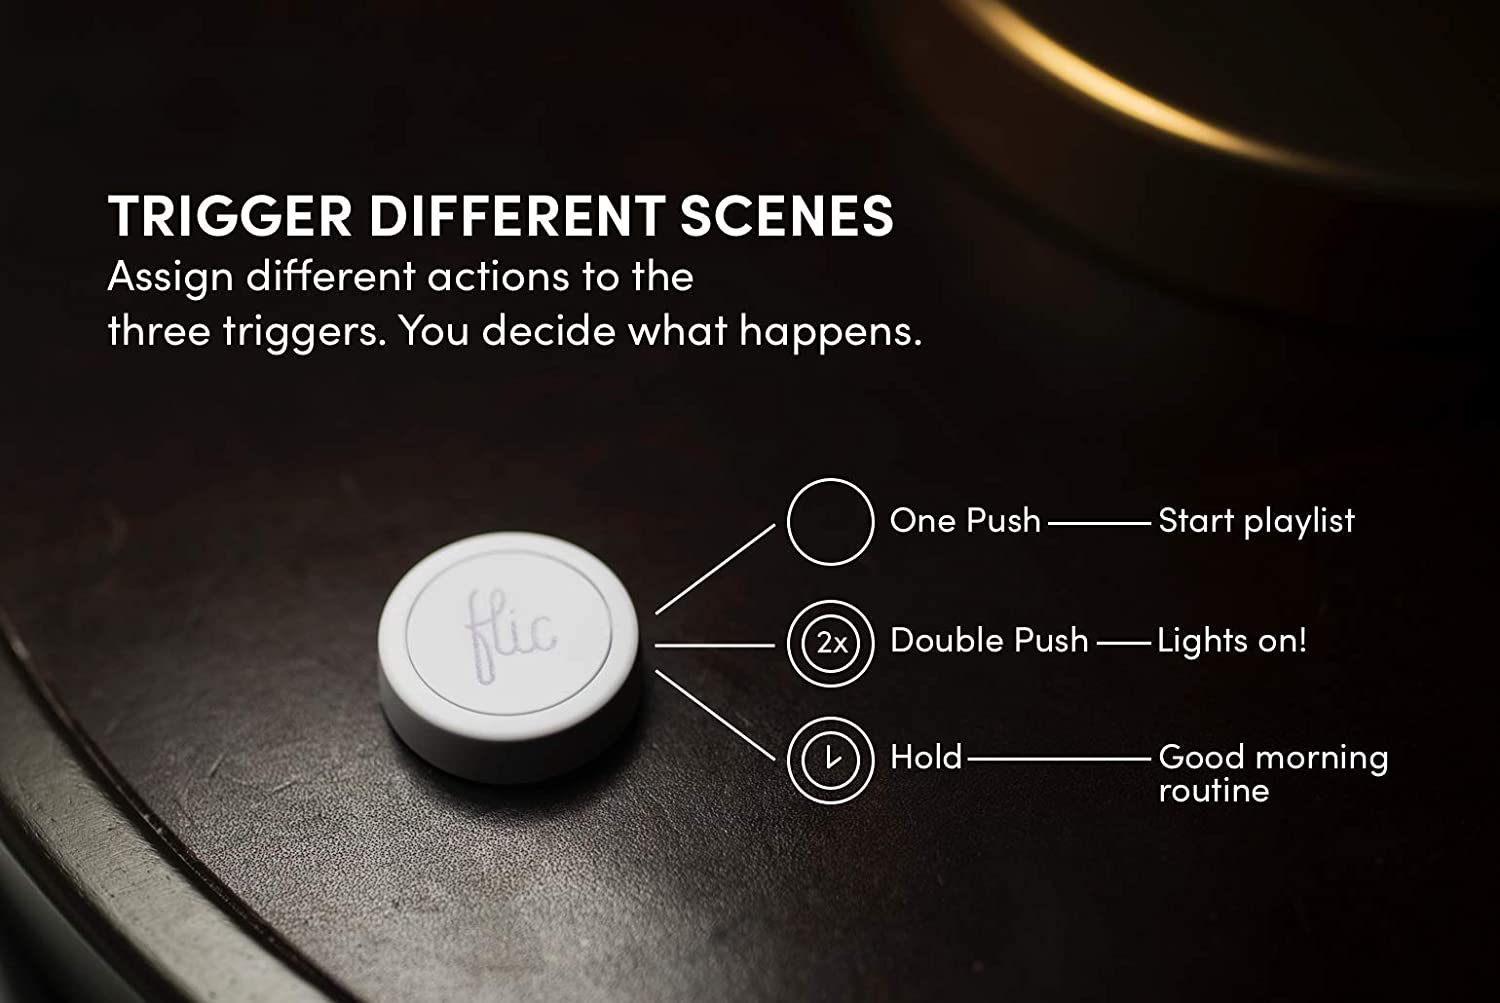 TRIGGER DIFFERENT SCENES
Assign different actions to the
three triggers. You decide what happens.
flic
One Push Start playlist
2x Double Push Lights on!
Hold Good morning
routine